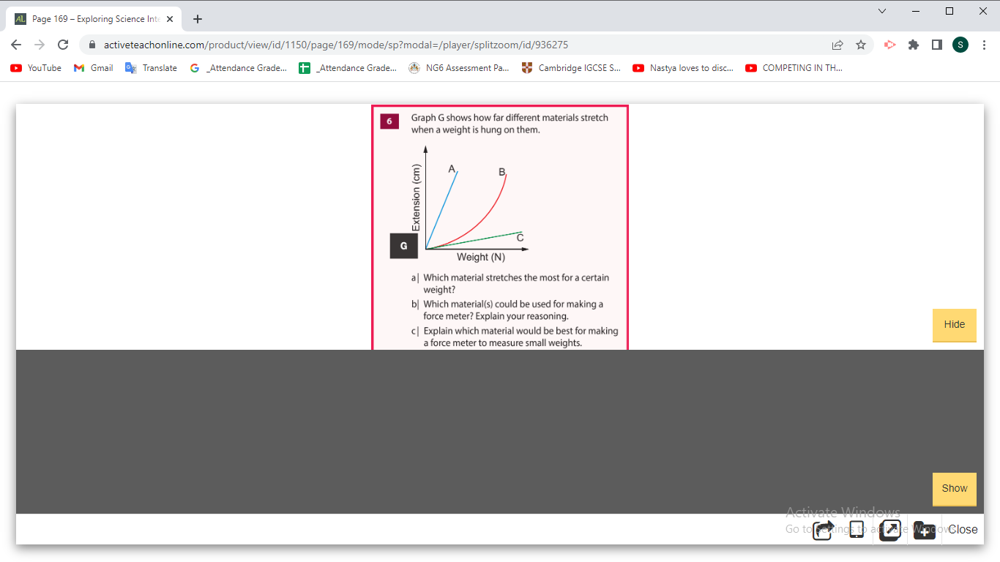 Page 169 – Exploring Science Inte
activeteachonline.com/product/view/id/1150/page/169/mode/sp?modal=/player/splitzoom/id/936275
S
YouTube Gmail Translate _Attendance Grade... _Attendance Grade... NG6 Assessment Pa... Cambridge IGCSE S... Nastya loves to disc... COMPETING IN TH...
6 Graph G shows how far different materials stretch
when a weight is hung on them.
Extension (cm)
A
B
C
G
Weight (N)
a| Which material stretches the most for a certain
weight?
b| Which material(s) could be used for making a
force meter? Explain your reasoning.
c| Explain which material would be best for making
a force meter to measure small weights.
Hide
Show
Activate Windows
Go to Settings to activate Windows.
Close